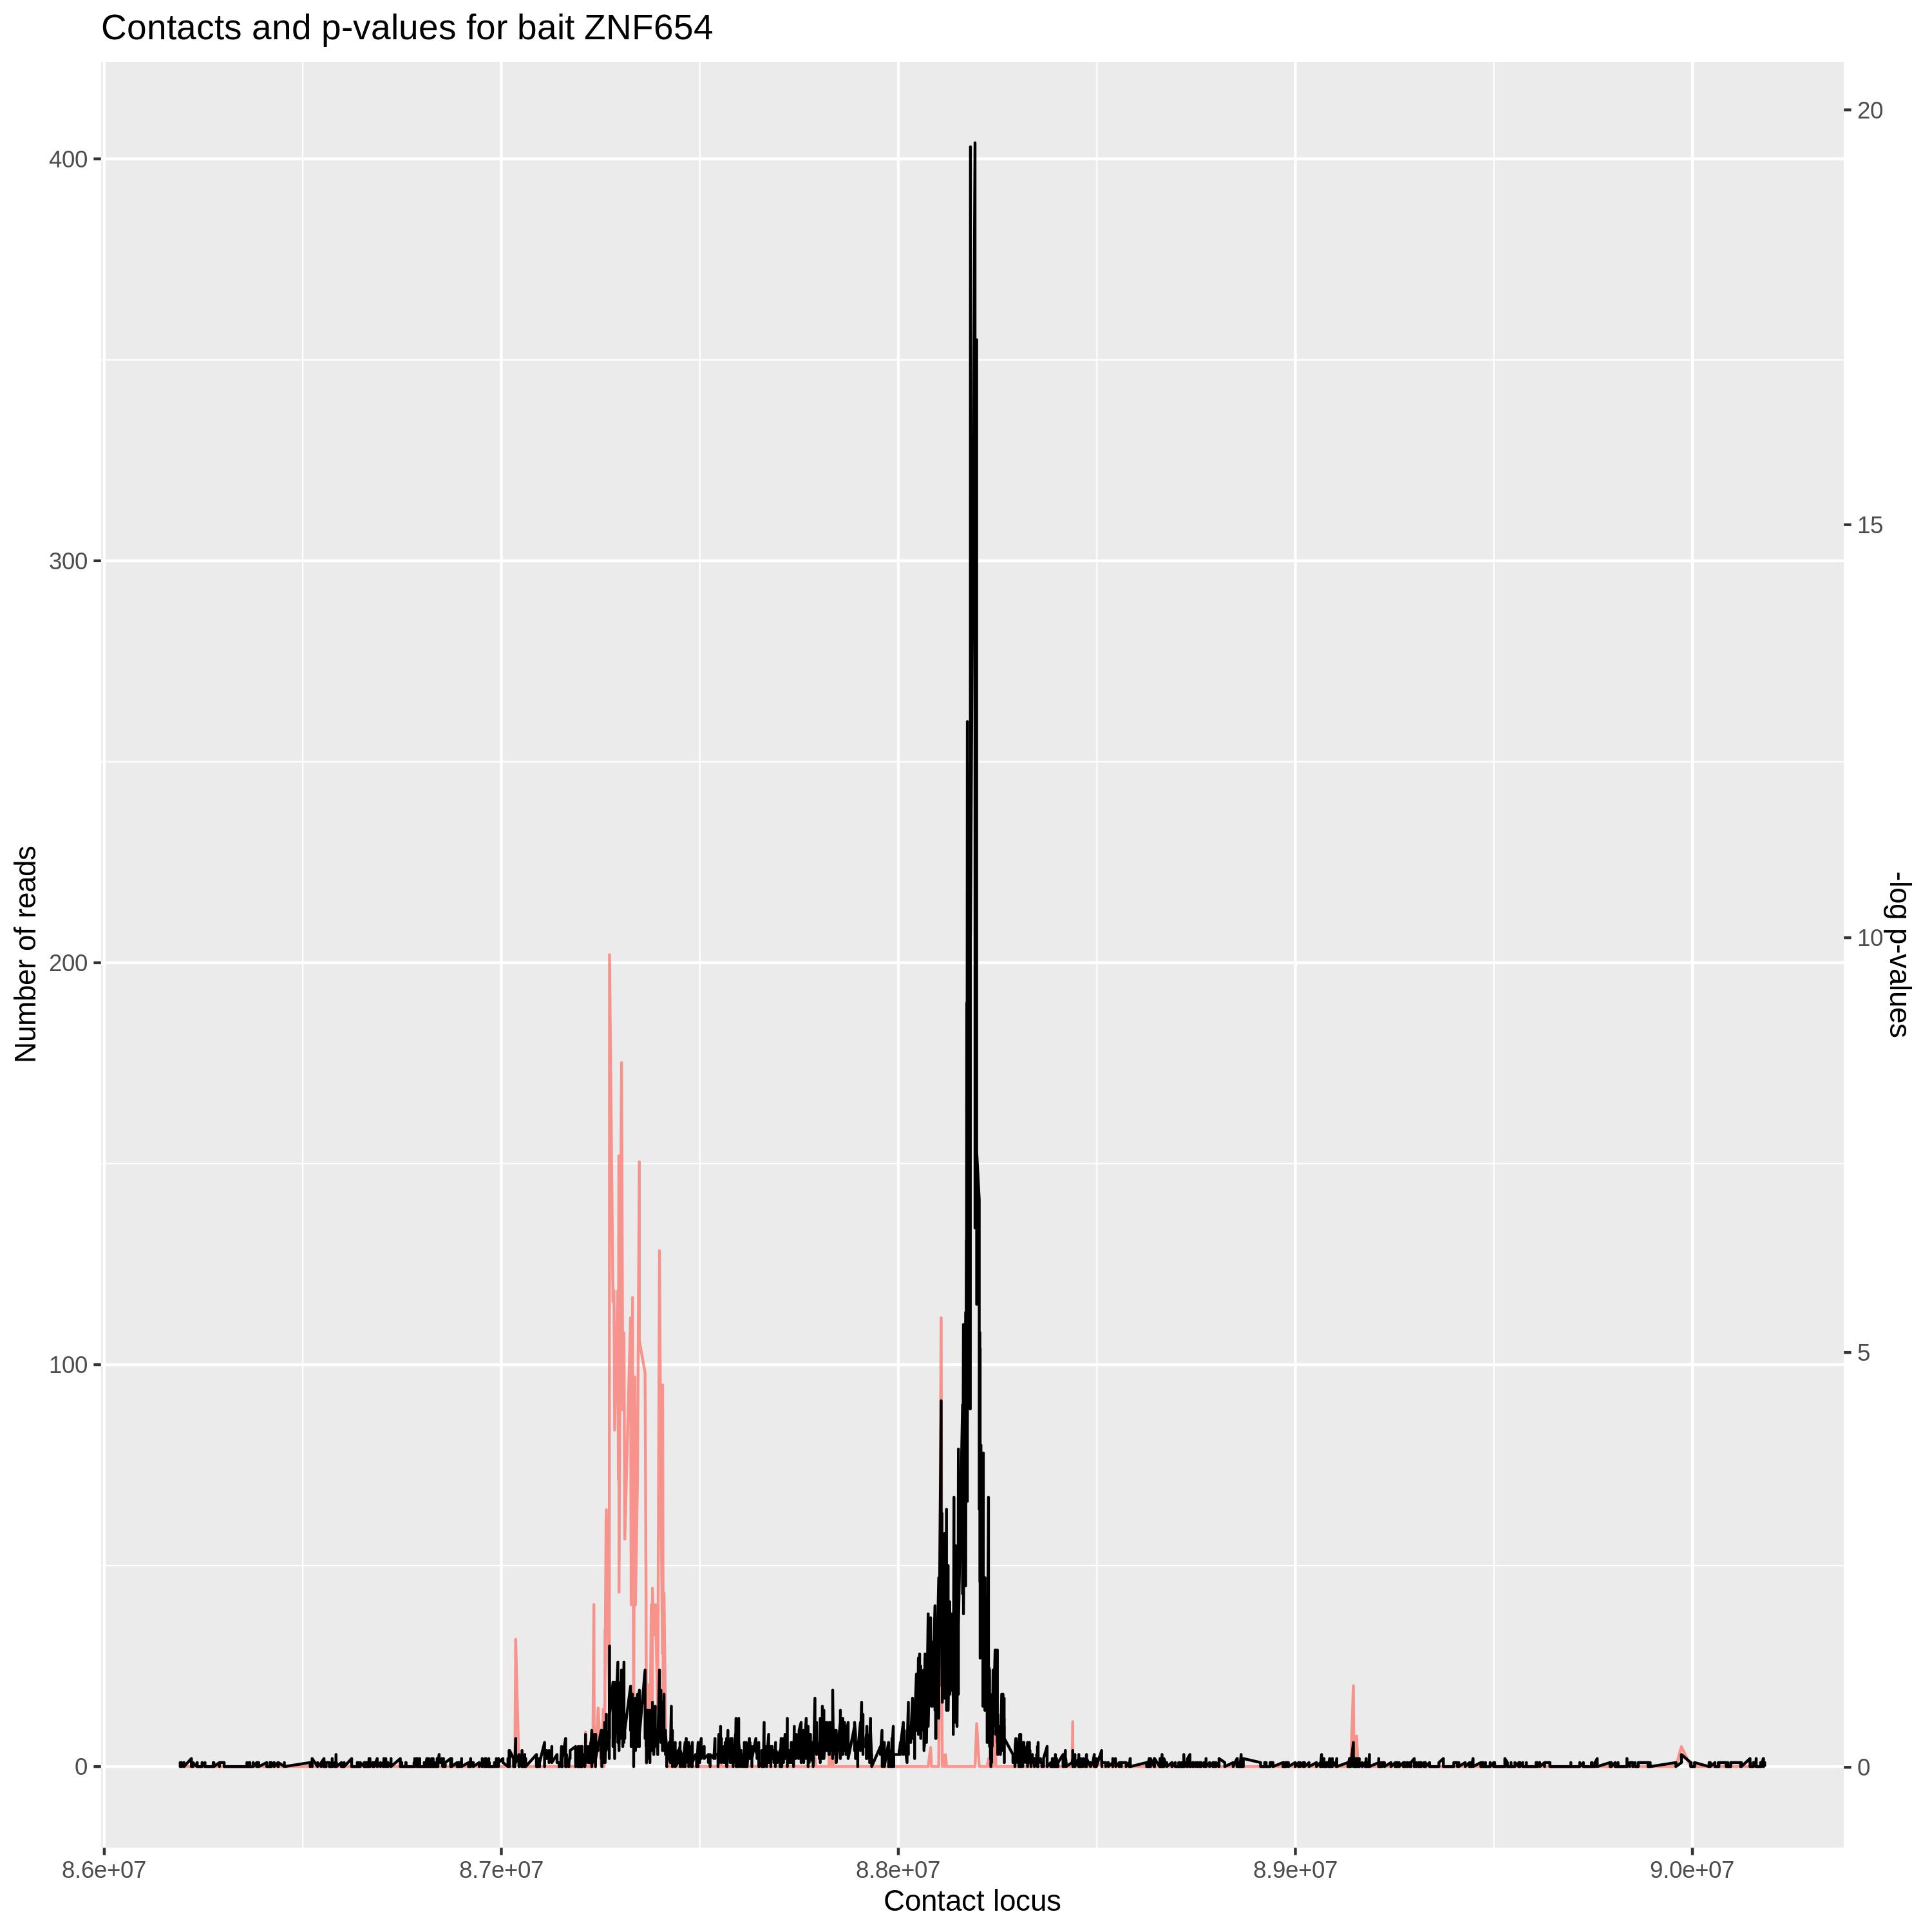 Contacts and p-values for bait ZNF654
Number of reads
400
300
200
100
0
20
15
10
5
0
-log p-values
8.6e+07 8.7e+07 8.8e+07 8.9e+07 9.0e+07
Contact locus